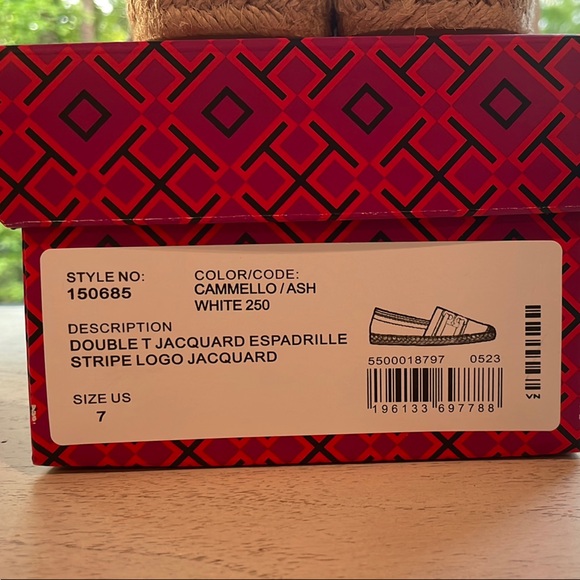 STYLE NO:
150685
COLOR/CODE:
CAMMELLO / ASH
WHITE 250
DESCRIPTION
DOUBLE T JACQUARD ESPADRILLE
STRIPE LOGO JACQUARD
SIZE US
7
5500018797 0523
196133 697788
VN